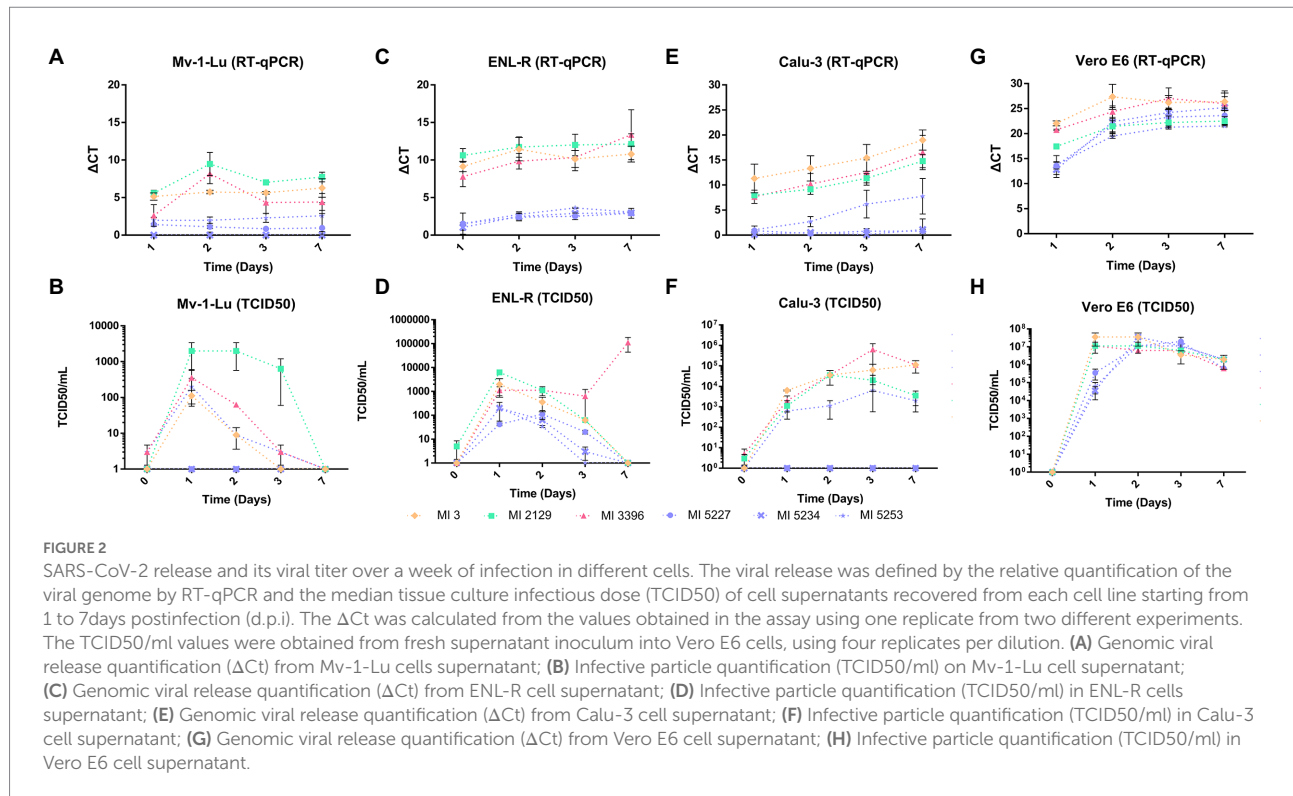 A
Mv-1-Lu (RT-qPCR)
20
15
10
5
0
ΔCT
1
2
3
7
Time (Days)
C
ENL-R (RT-qPCR)
20
15
10
5
0
ΔCT
1
2
3
7
Time (Days)
E
Calu-3 (RT-qPCR)
30
25
20
15
10
5
0
ΔCT
1
2
3
7
Time (Days)
G
Vero E6 (RT-qPCR)
30
25
20
15
10
5
0
ΔCT
1
2
3
7
Time (Days)
B
Mv-1-Lu (TCID50)
10000
1000
100
10
1
TCID50/mL
0
1
2
3
7
Time (Days)
D
ENL-R (TCID50)
1000000
100000
10000
1000
100
10
1
TCID50/mL
0
1
2
3
7
Time (Days)
F
Calu-3 (TCID50)
10⁷
10⁶
10⁵
10⁴
10³
10²
10¹
10⁰
TCID50/mL
0
1
2
3
7
Time (Days)
H
Vero E6 (TCID50)
10⁸
10⁷
10⁶
10⁵
10⁴
10³
10²
10¹
10⁰
TCID50/mL
0
1
2
3
7
Time (Days)
MI 3 MI 2129 MI 3396 MI 5227 MI 5234 MI 5253
FIGURE 2
SARS-CoV-2 release and its viral titer over a week of infection in different cells. The viral release was defined by the relative quantification of the
viral genome by RT-qPCR and the median tissue culture infectious dose (TCID50) of cell supernatants recovered from each cell line starting from
1 to 7days postinfection (d.p.i). The ΔCt was calculated from the values obtained in the assay using one replicate from two different experiments.
The TCID50/ml values were obtained from fresh supernatant inoculum into Vero E6 cells, using four replicates per dilution. (A) Genomic viral
release quantification (ΔCt) from Mv-1-Lu cells supernatant; (B) Infective particle quantification (TCID50/ml) on Mv-1-Lu cell supernatant;
(C) Genomic viral release quantification (ΔCt) from ENL-R cell supernatant; (D) Infective particle quantification (TCID50/ml) in ENL-R cells
supernatant; (E) Genomic viral release quantification (ΔCt) from Calu-3 cell supernatant; (F) Infective particle quantification (TCID50/ml) in Calu-3
cell supernatant; (G) Genomic viral release quantification (ΔCt) from Vero E6 cell supernatant; (H) Infective particle quantification (TCID50/ml) in
Vero E6 cell supernatant.